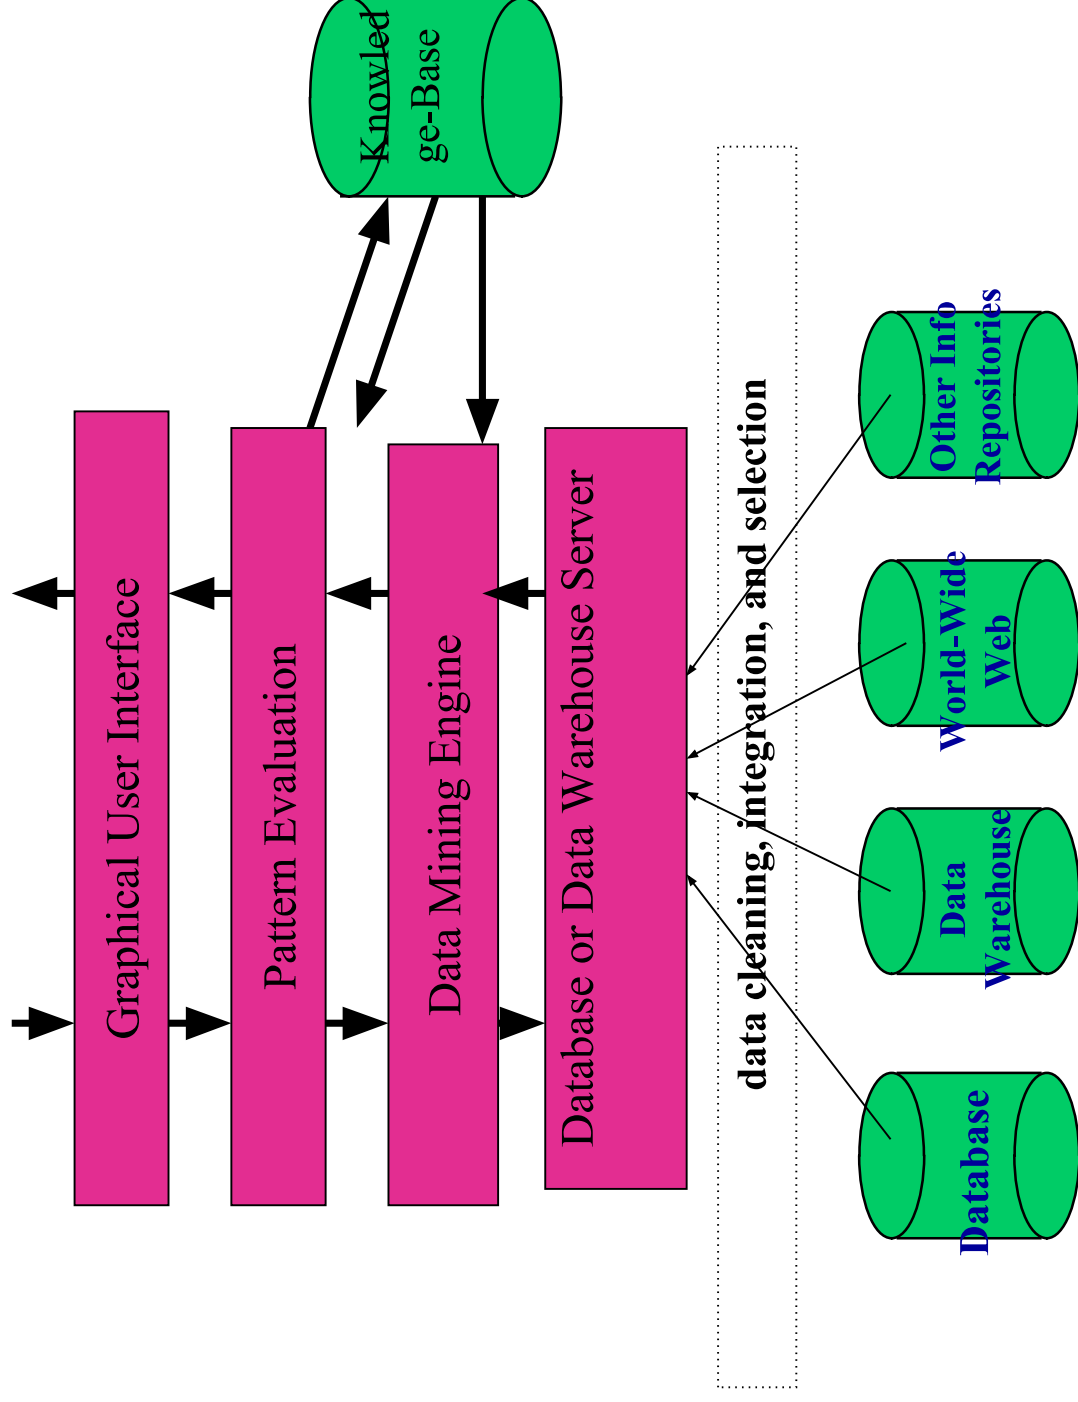 Graphical User Interface
Pattern Evaluation
Knowled
ge-Base
Data Mining Engine
Database or Data Warehouse Server
data cleaning, integration, and selection
Database
Data
Warehouse
World-Wide
Web
Other Info
Repositories